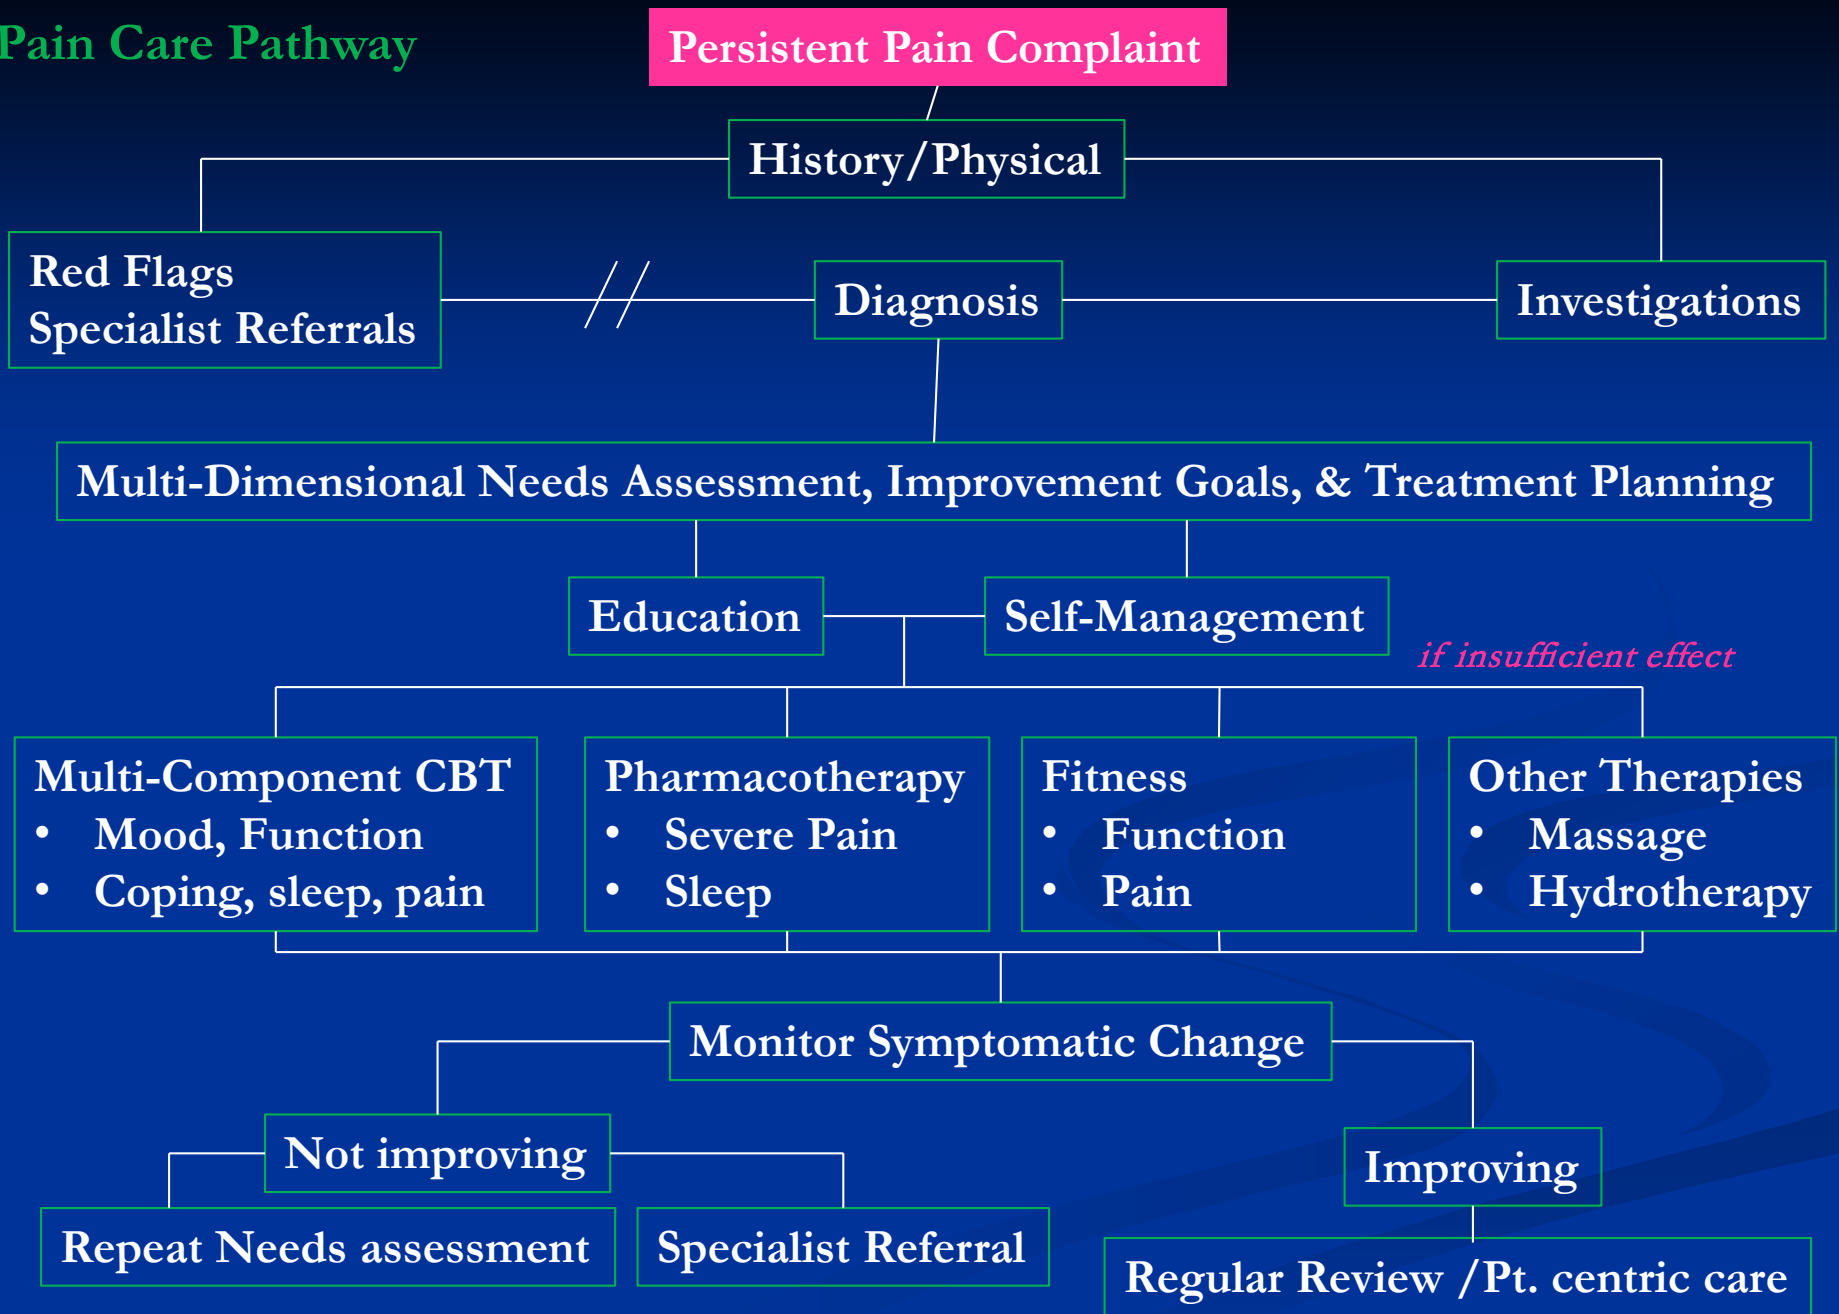 Pain Care Pathway
Persistent Pain Complaint
History/Physical
Red Flags
Specialist Referrals
Diagnosis
Investigations
Multi-Dimensional Needs Assessment, Improvement Goals, & Treatment Planning
Education
Self-Management
if insufficient effect
Multi-Component CBT
• Mood, Function
• Coping, sleep, pain
Pharmacotherapy
• Severe Pain
• Sleep
Fitness
• Function
• Pain
Other Therapies
• Massage
• Hydrotherapy
Monitor Symptomatic Change
Not improving
Improving
Repeat Needs assessment
Specialist Referral
Regular Review /Pt. centric care